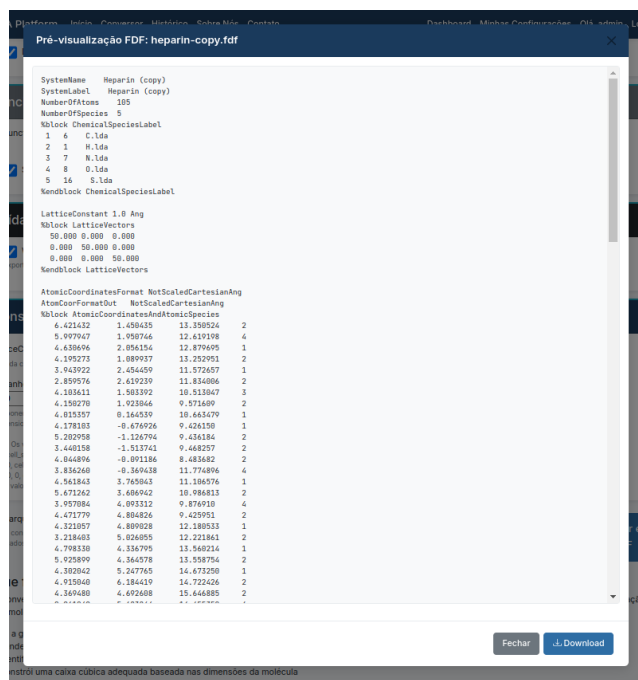 Platform Início Conversor Histórico Sobre Nós Contato Dashboard Minhas Configurações Olá, admin
Pré-visualização FDF: heparin-copy.fdf
SystemName Heparin (copy)
SystemLabel Heparin (copy)
NumberOfAtoms 105
NumberOfSpecies 5
%block ChemicalSpeciesLabel
1 6 C.lda
2 1 H.lda
3 7 N.lda
4 8 O.lda
5 16 S.lda
%endblock ChemicalSpeciesLabel
LatticeConstant 1.0 Ang
%block LatticeVectors
50.000 0.000 0.000
0.000 50.000 0.000
0.000 0.000 50.000
%endblock LatticeVectors
AtomicCoordinatesFormat NotScaledCartesianAng
AtomCoorFormatOut NotScaledCartesianAng
%block AtomicCoordinatesAndAtomicSpecies
6.421432 1.450435 13.350524 2
5.997947 1.950746 12.619198 4
4.630696 2.056154 12.879695 1
4.195273 1.089937 13.252951 2
3.943922 2.454459 11.572657 1
2.859576 2.619239 11.834006 2
4.103611 1.503392 10.513047 3
4.150270 1.923046 9.571609 2
4.015357 0.164539 10.663479 1
4.178103 -0.676926 9.426150 1
5.202958 -1.126794 9.436184 2
3.440158 -1.513741 9.468257 2
4.044896 -0.091186 8.483682 2
3.836260 -0.369438 11.774896 4
4.561843 3.765043 11.106576 1
5.671262 3.606942 10.986813 2
3.957084 4.093312 9.876910 4
4.471779 4.804826 9.425951 2
4.321057 4.809028 12.180533 1
3.218403 5.026055 12.221861 2
4.798330 4.336795 13.560214 1
5.925899 4.364578 13.558754 2
4.302042 5.247765 14.673250 1
4.915040 6.184419 14.722426 2
4.369480 4.692608 15.646885 2
Fechar Download
constrói uma caixa cúbica adequada baseada nas dimensões da molécula